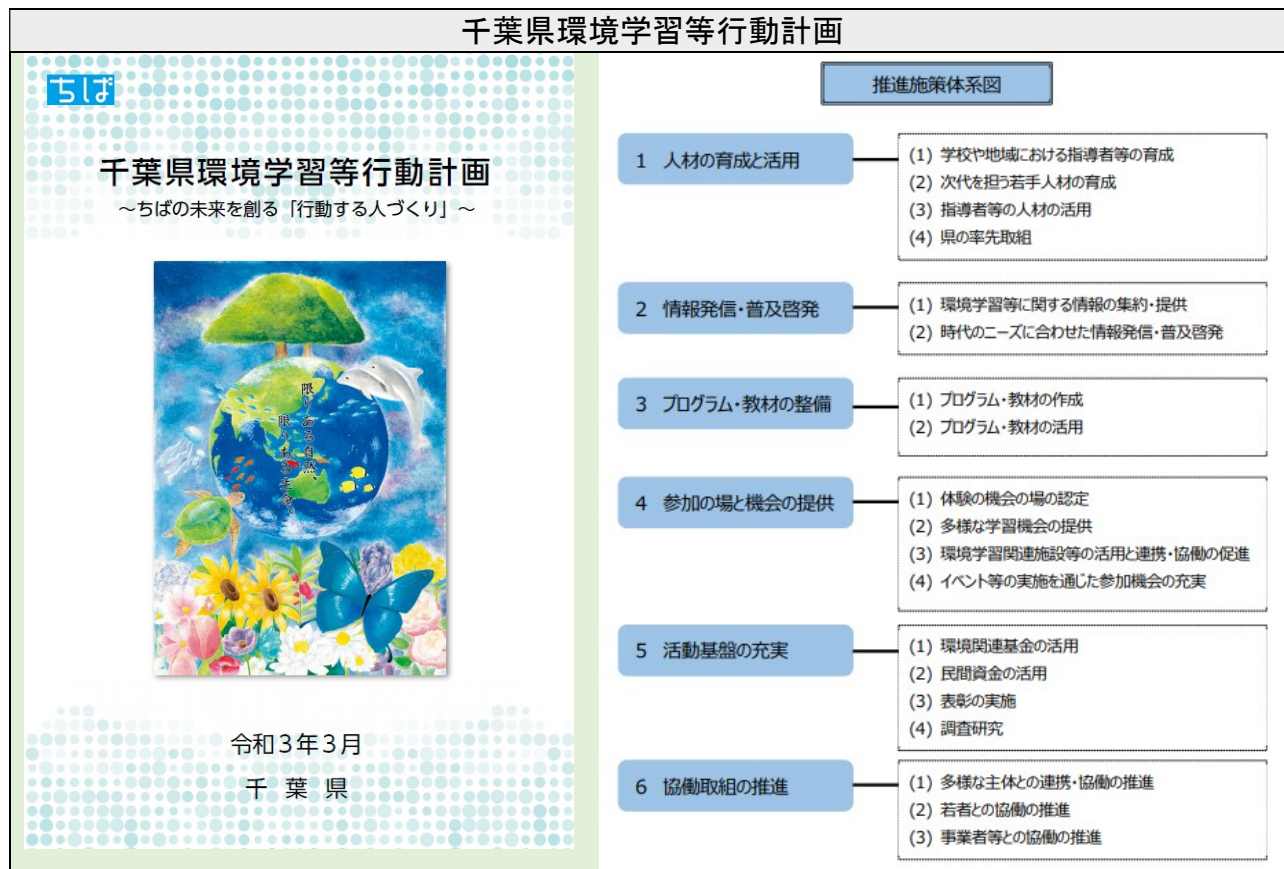 千葉県環境学習等行動計画
ちば
千葉県環境学習等行動計画
～ちばの未来を創る「行動する人づくり」～
限りある自然、
限りある生命。
令和3年3月
千 葉 県
推進施策体系図
1 人材の育成と活用
(1) 学校や地域における指導者等の育成
(2) 次代を担う若手人材の育成
(3) 指導者等の人材の活用
(4) 県の率先取組
2 情報発信・普及啓発
(1) 環境学習等に関する情報の集約・提供
(2) 時代のニーズに合わせた情報発信・普及啓発
3 プログラム・教材の整備
(1) プログラム・教材の作成
(2) プログラム・教材の活用
4 参加の場と機会の提供
(1) 体験の機会の場の認定
(2) 多様な学習機会の提供
(3) 環境学習関連施設等の活用と連携・協働の促進
(4) イベント等の実施を通じた参加機会の充実
5 活動基盤の充実
(1) 環境関連基金の活用
(2) 民間資金の活用
(3) 表彰の実施
(4) 調査研究
6 協働取組の推進
(1) 多様な主体との連携・協働の推進
(2) 若者との協働の推進
(3) 事業者等との協働の推進